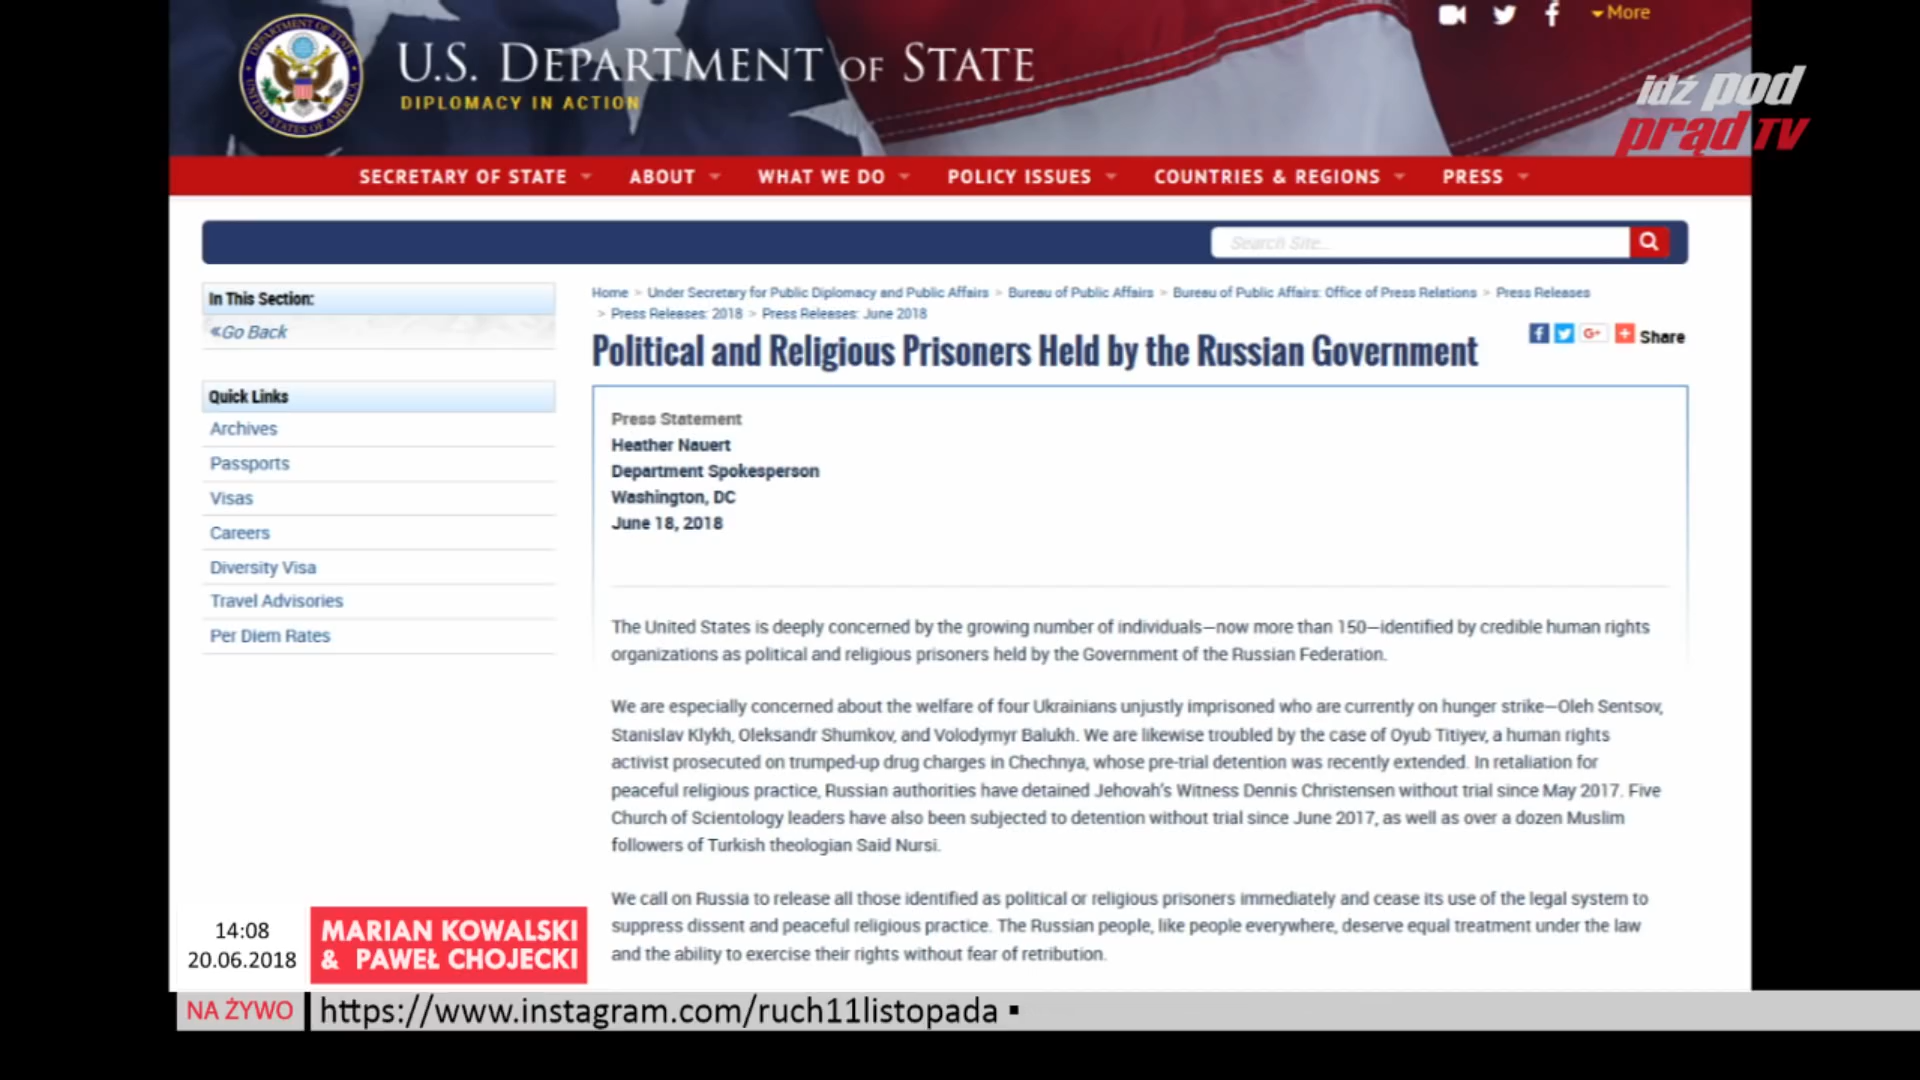 U.S. DEPARTMENT OF STATE
DIPLOMACY IN ACTION
More
idź pod
prąd TV
SECRETARY OF STATE ABOUT WHAT WE DO POLICY ISSUES COUNTRIES & REGIONS PRESS
Search Site...
In This Section:
«Go Back
Quick Links
Archives
Passports
Visas
Careers
Diversity Visa
Travel Advisories
Per Diem Rates
Home > Under Secretary for Public Diplomacy and Public Affairs > Bureau of Public Affairs > Bureau of Public Affairs: Office of Press Relations > Press Releases
> Press Releases: 2018 > Press Releases: June 2018
Political and Religious Prisoners Held by the Russian Government
Share
Press Statement
Heather Nauert
Department Spokesperson
Washington, DC
June 18, 2018
The United States is deeply concerned by the growing number of individuals—now more than 150—identified by credible human rights
organizations as political and religious prisoners held by the Government of the Russian Federation.
We are especially concerned about the welfare of four Ukrainians unjustly imprisoned who are currently on hunger strike—Oleh Sentsov,
Stanislav Klykh, Oleksandr Shumkov, and Volodymyr Balukh. We are likewise troubled by the case of Oyub Titiyev, a human rights
activist prosecuted on trumped-up drug charges in Chechnya, whose pre-trial detention was recently extended. In retaliation for
peaceful religious practice, Russian authorities have detained Jehovah's Witness Dennis Christensen without trial since May 2017. Five
Church of Scientology leaders have also been subjected to detention without trial since June 2017, as well as over a dozen Muslim
followers of Turkish theologian Said Nursi.
We call on Russia to release all those identified as political or religious prisoners immediately and cease its use of the legal system to
suppress dissent and peaceful religious practice. The Russian people, like people everywhere, deserve equal treatment under the law
and the ability to exercise their rights without fear of retribution.
14:08
20.06.2018
MARIAN KOWALSKI
& PAWEŁ CHOJECKI
NA ŻYWO
https://www.instagram.com/ruch11listopada ▪